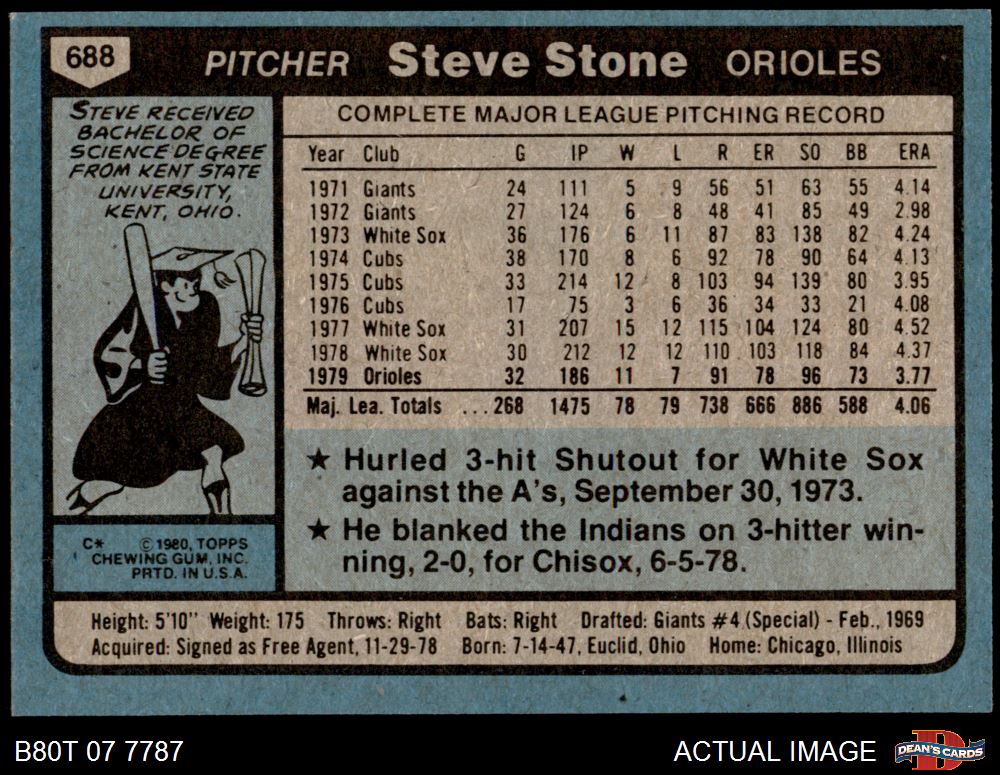 688 PITCHER Steve Stone ORIOLES
STEVE RECEIVED
BACHELOR OF
SCIENCE DEGREE
FROM KENT STATE
UNIVERSITY,
KENT, OHIO.
C* © 1980, TOPPS
CHEWING GUM, INC.
PRTD. IN U.S.A.
COMPLETE MAJOR LEAGUE PITCHING RECORD
Year Club G IP W L R ER SO BB ERA
1971 Giants 24 111 5 9 56 51 63 55 4.14
1972 Giants 27 124 6 8 48 41 85 49 2.98
1973 White Sox 36 176 6 11 87 83 138 82 4.24
1974 Cubs 38 170 8 6 92 78 90 64 4.13
1975 Cubs 33 214 12 8 103 94 139 80 3.95
1976 Cubs 17 75 3 6 36 34 33 21 4.08
1977 White Sox 31 207 15 12 115 104 124 80 4.52
1978 White Sox 30 212 12 12 110 103 118 84 4.37
1979 Orioles 32 186 11 7 91 78 96 73 3.77
Maj. Lea. Totals ...268 1475 78 79 738 666 886 588 4.06
★ Hurled 3-hit Shutout for White Sox
against the A's, September 30, 1973.
★ He blanked the Indians on 3-hitter win-
ning, 2-0, for Chisox, 6-5-78.
Height: 5'10" Weight: 175 Throws: Right Bats: Right Drafted: Giants #4 (Special) - Feb., 1969
Acquired: Signed as Free Agent, 11-29-78 Born: 7-14-47, Euclid, Ohio Home: Chicago, Illinois
B80T 07 7787 ACTUAL IMAGE D DEAN'S CARDS